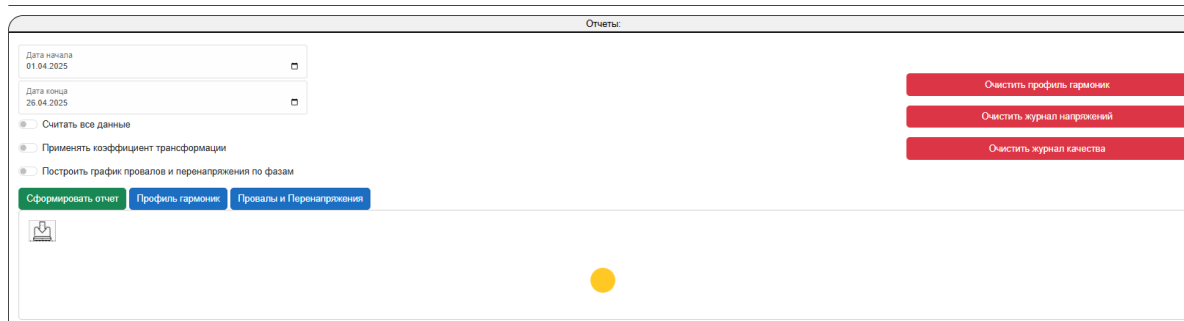 Отчеты:
Дата начала
01.04.2025
Дата конца
26.04.2025
Считать все данные
Применять коэффициент трансформации
Построить график провалов и перенапряжения по фазам
Сформировать отчет Профиль гармоник Провалы и Перенапряжения
Очистить профиль гармоник
Очистить журнал напряжений
Очистить журнал качества